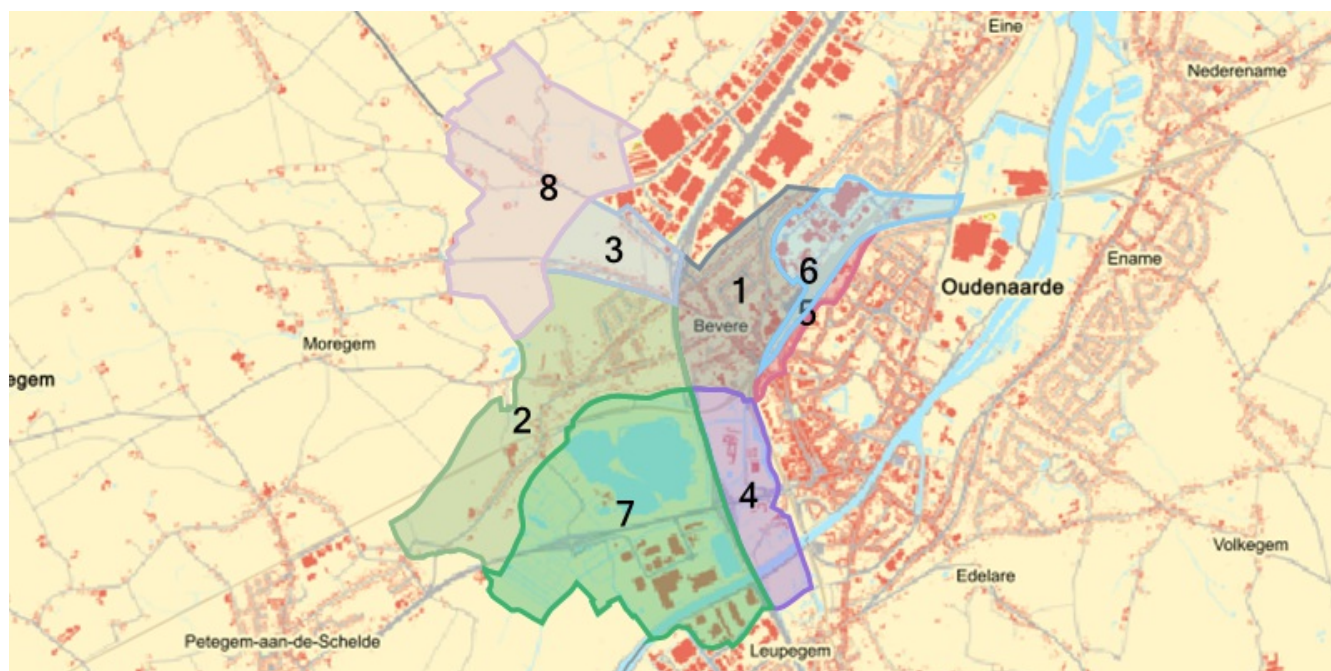 Eine
Nederename
8
3
6
1
5
Ename
Oudenaarde
Bevere
Moregem
egem
2
7
4
Volkegem
Edelare
Petegem-aan-de-Schelde
Leupegem